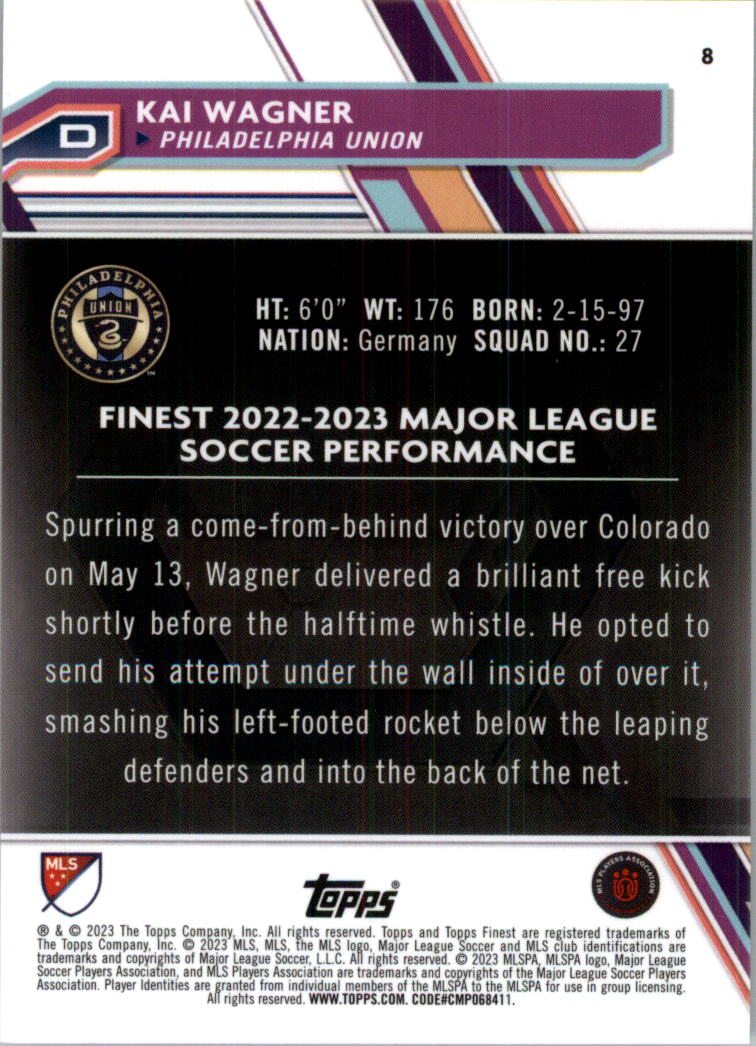 8
KAI WAGNER
D
PHILADELPHIA UNION
PHILADELPHIA
UNION
™
HT: 6'0" WT: 176 BORN: 2-15-97
NATION: Germany SQUAD NO.: 27
FINEST 2022-2023 MAJOR LEAGUE
SOCCER PERFORMANCE
Spurring a come-from-behind victory over Colorado
on May 13, Wagner delivered a brilliant free kick
shortly before the halftime whistle. He opted to
send his attempt under the wall inside of over it,
smashing his left-footed rocket below the leaping
defenders and into the back of the net.
MLS
topps®
MLS PLAYERS ASSOCIATION
® & © 2023 The Topps Company, Inc. All rights reserved. Topps and Topps Finest are registered trademarks of
The Topps Company, Inc. © 2023 MLS, MLS, the MLS logo, Major League Soccer and MLS club identifications are
trademarks and copyrights of Major League Soccer, L.L.C. All rights reserved. © 2023 MLSPA, MLSPA logo, Major League
Soccer Players Association, and MLS Players Association are trademarks and copyrights of the Major League Soccer Players
Association. Player Identities are granted from individual members of the MLSPA to the MLSPA for use in group licensing.
All rights reserved. WWW.TOPPS.COM. CODE#CMP068411.